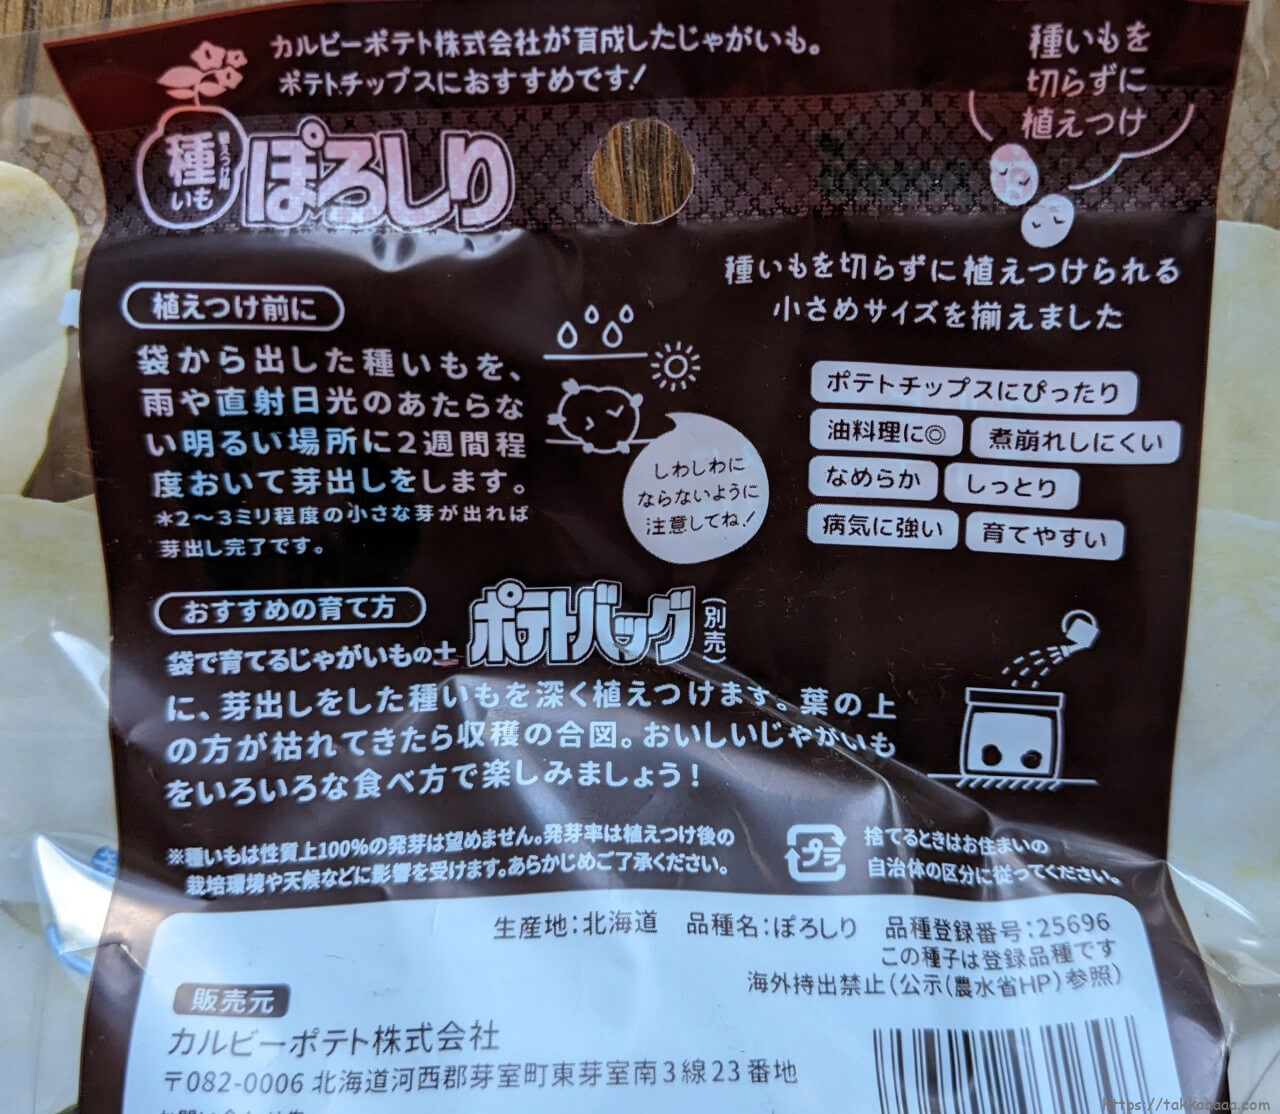 カルビーポテト株式会社が育成したじゃがいも。
ポテトチップスにおすすめです!
種いも
植えつけ用
ぽろしり
種いもを
切らずに
植えつけ
種いもを切らずに植えつけられる
小さめサイズを揃えました
植えつけ前に
袋から出した種いもを、
雨や直射日光のあたらな
い明るい場所に2週間程
度おいて芽出しをします。
*2〜3ミリ程度の小さな芽が出れば
芽出し完了です。
しわしわに
ならないように
注意してね!
ポテトチップスにぴったり
油料理に◎ 煮崩れしにくい
なめらか しっとり
病気に強い 育てやすい
おすすめの育て方
袋で育てるじゃがいもの土 ポテトバッグ(別売)
に、芽出しをした種いもを深く植えつけます。葉の上
の方が枯れてきたら収穫の合図。おいしいじゃがいも
をいろいろな食べ方で楽しみましょう!
※種いもは性質上100%の発芽は望めません。発芽率は植えつけ後の
栽培環境や天候などに影響を受けます。あらかじめご了承ください。
プラ
捨てるときはお住まいの
自治体の区分に従ってください。
生産地:北海道 品種名:ぽろしり 品種登録番号:25696
この種子は登録品種です
海外持出禁止(公示(農水省HP)参照)
販売元
カルビーポテト株式会社
〒082-0006 北海道河西郡芽室町東芽室南3線23番地
https://takkagaaa.com